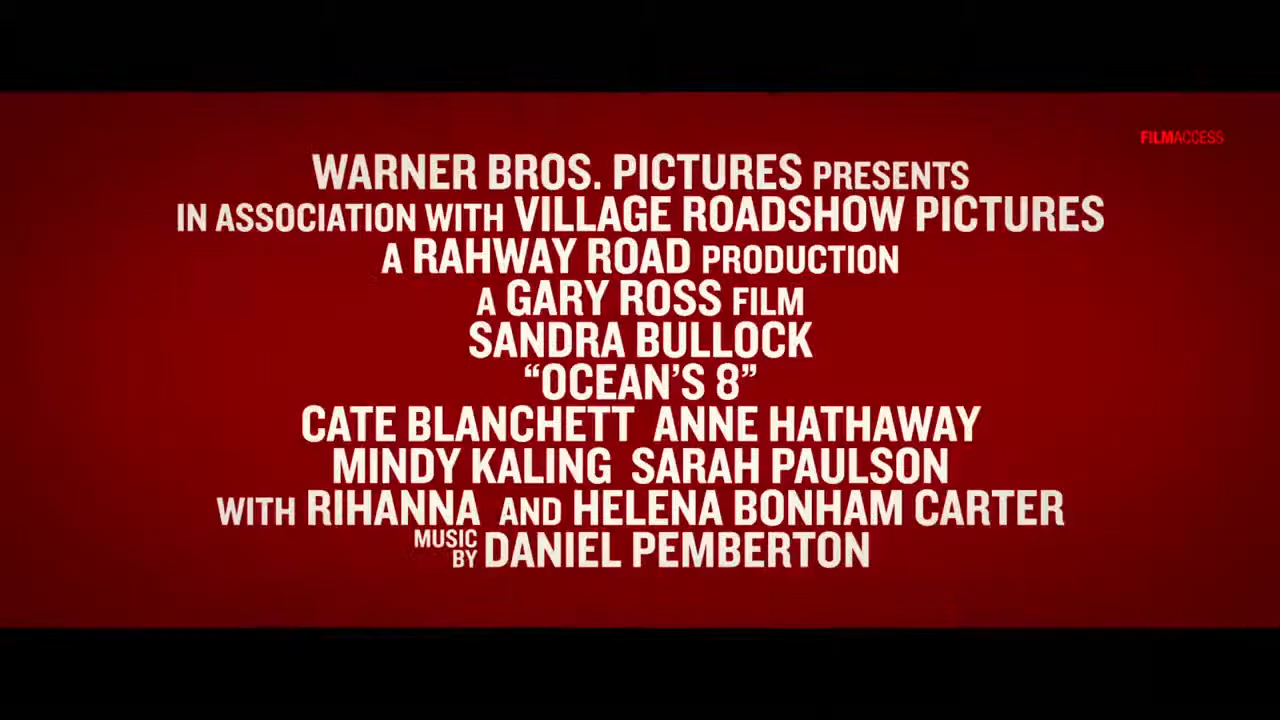 FILMACCESS
WARNER BROS. PICTURES PRESENTS
IN ASSOCIATION WITH VILLAGE ROADSHOW PICTURES
A RAHWAY ROAD PRODUCTION
A GARY ROSS FILM
SANDRA BULLOCK
“OCEAN’S 8”
CATE BLANCHETT ANNE HATHAWAY
MINDY KALING SARAH PAULSON
WITH RIHANNA AND HELENA BONHAM CARTER
MUSIC BY DANIEL PEMBERTON